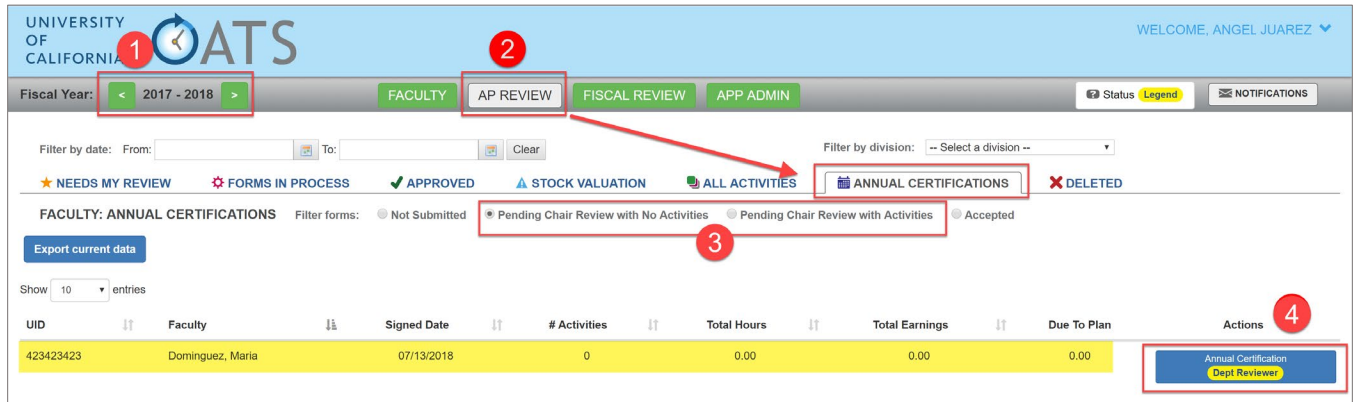 UNIVERSITY
OF
CALIFORNIA
OATS
WELCOME, ANGEL JUAREZ
1
2
Fiscal Year: < 2017 - 2018 > FACULTY AP REVIEW FISCAL REVIEW APP ADMIN Status Legend NOTIFICATIONS
Filter by date: From: To: Clear Filter by division: -- Select a division --
NEEDS MY REVIEW FORMS IN PROCESS APPROVED STOCK VALUATION ALL ACTIVITIES ANNUAL CERTIFICATIONS DELETED
FACULTY: ANNUAL CERTIFICATIONS Filter forms: Not Submitted Pending Chair Review with No Activities Pending Chair Review with Activities Accepted
3
Export current data
Show 10 entries
4
UID Faculty Signed Date # Activities Total Hours Total Earnings Due To Plan Actions
423423423 Dominguez, Maria 07/13/2018 0 0.00 0.00 0.00 Annual Certification
Dept Reviewer